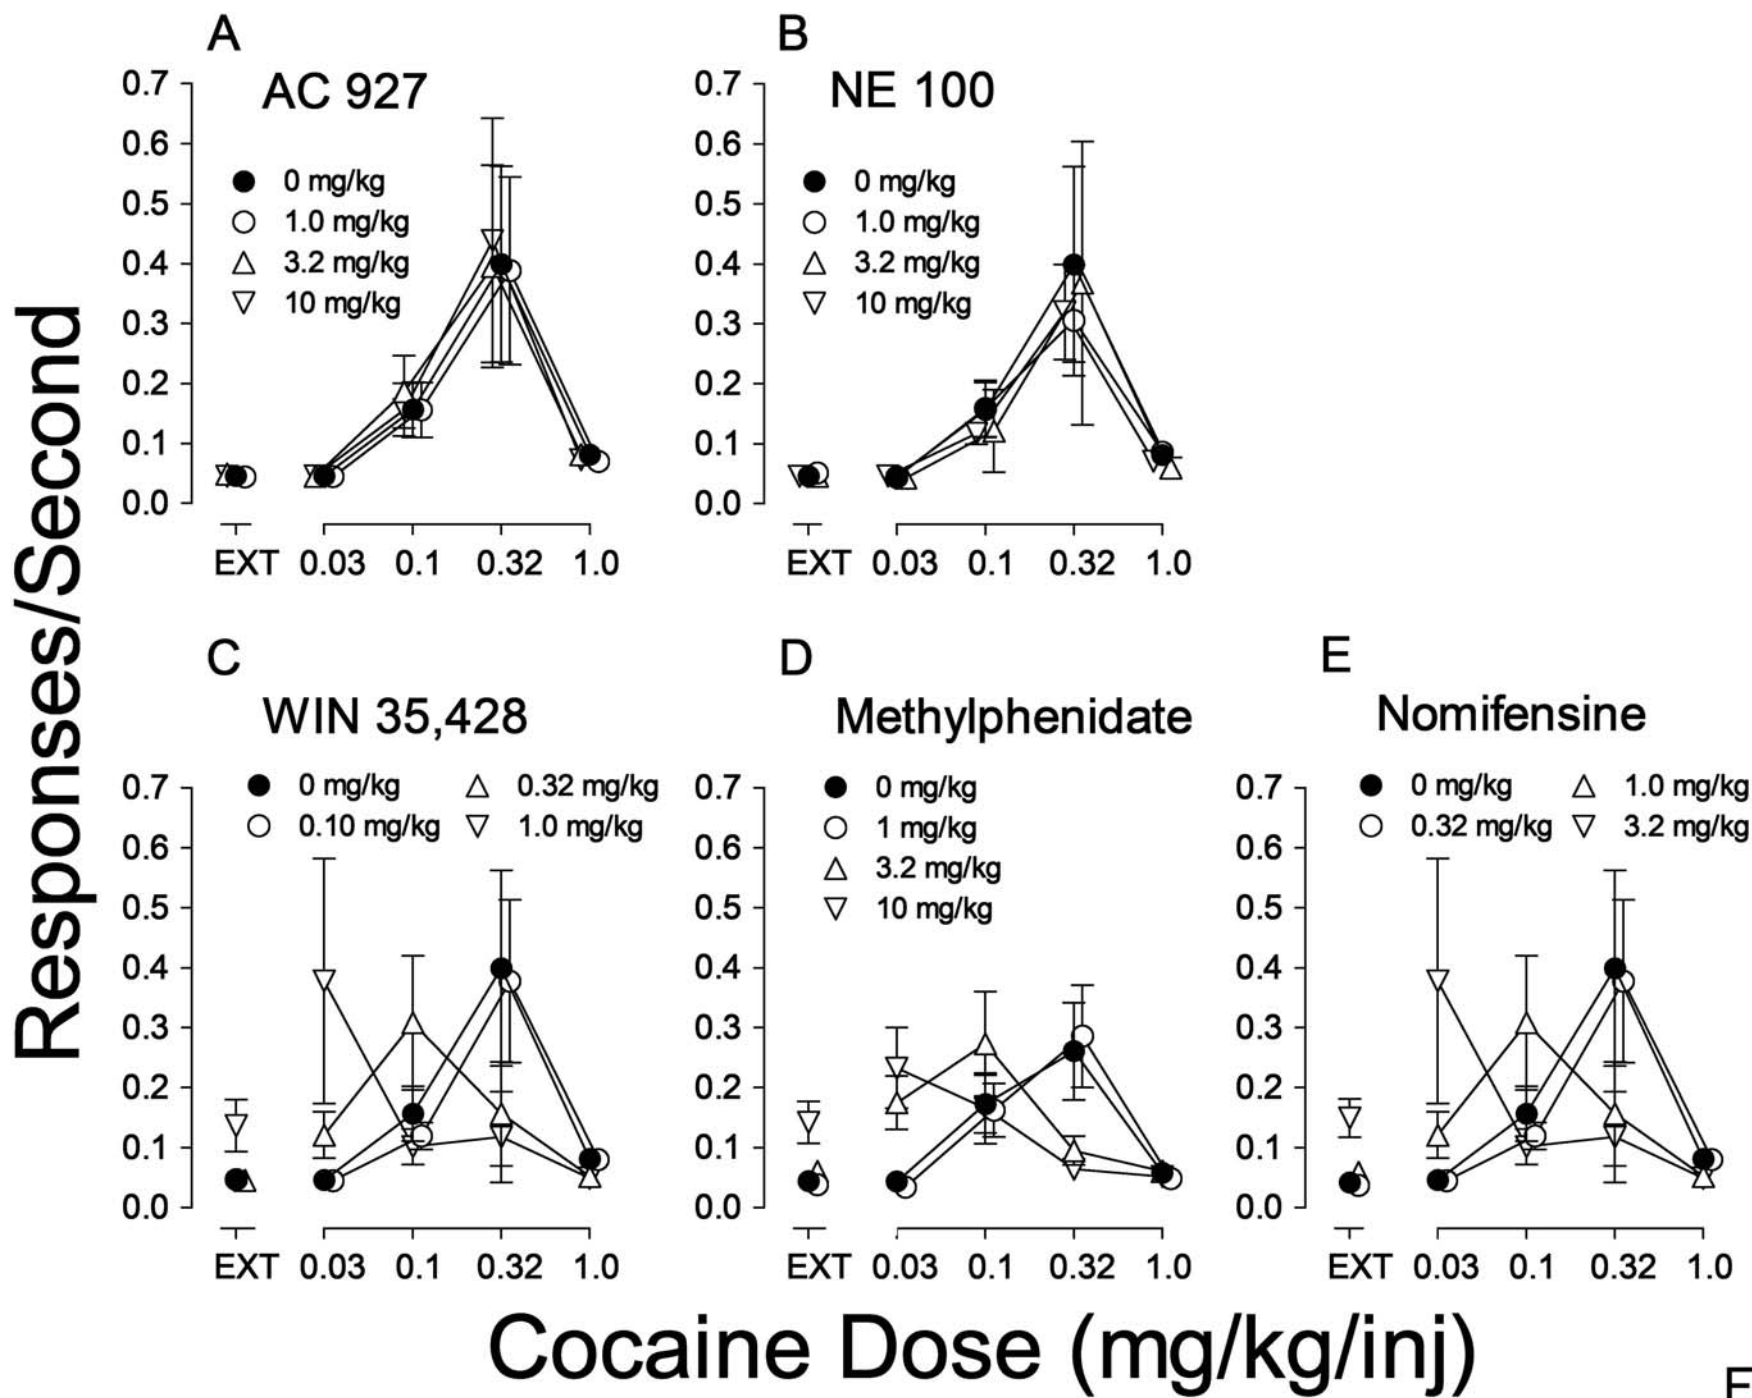 A
AC 927
0.7
0.6
0.5
0.4
0.3
0.2
0.1
0.0
0 mg/kg
1.0 mg/kg
3.2 mg/kg
10 mg/kg
EXT 0.03 0.1 0.32 1.0
B
NE 100
0.7
0.6
0.5
0.4
0.3
0.2
0.1
0.0
0 mg/kg
1.0 mg/kg
3.2 mg/kg
10 mg/kg
EXT 0.03 0.1 0.32 1.0
Responses/Second
C
WIN 35,428
0 mg/kg 0.32 mg/kg
0.10 mg/kg 1.0 mg/kg
0.7
0.6
0.5
0.4
0.3
0.2
0.1
0.0
EXT 0.03 0.1 0.32 1.0
D
Methylphenidate
0.7
0.6
0.5
0.4
0.3
0.2
0.1
0.0
0 mg/kg
1 mg/kg
3.2 mg/kg
10 mg/kg
EXT 0.03 0.1 0.32 1.0
E
Nomifensine
0 mg/kg 1.0 mg/kg
0.32 mg/kg 3.2 mg/kg
0.7
0.6
0.5
0.4
0.3
0.2
0.1
0.0
EXT 0.03 0.1 0.32 1.0
Cocaine Dose (mg/kg/inj)